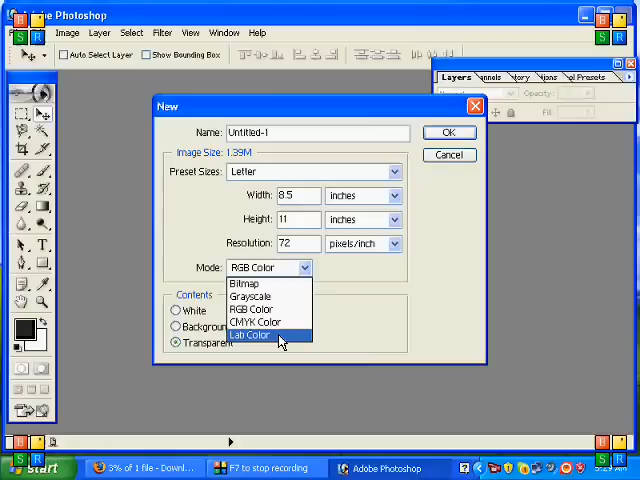 Adobe Photoshop
Image Layer Select Filter View Window Help
Auto Select Layer Show Bounding Box
Layers
Opacity:
Fill:
New
Name: Untitled-1 OK
Image Size: 1.39M Cancel
Preset Sizes: Letter
Width: 8.5 inches
Height: 11 inches
Resolution: 72 pixels/inch
Mode: RGB Color
Bitmap
Grayscale
RGB Color
CMYK Color
Lab Color
Contents
White
Transparent
B
S R
B
S R
B
S R
B
S R
start 3% of 1 file - Downl... F7 to stop recording Adobe Photoshop